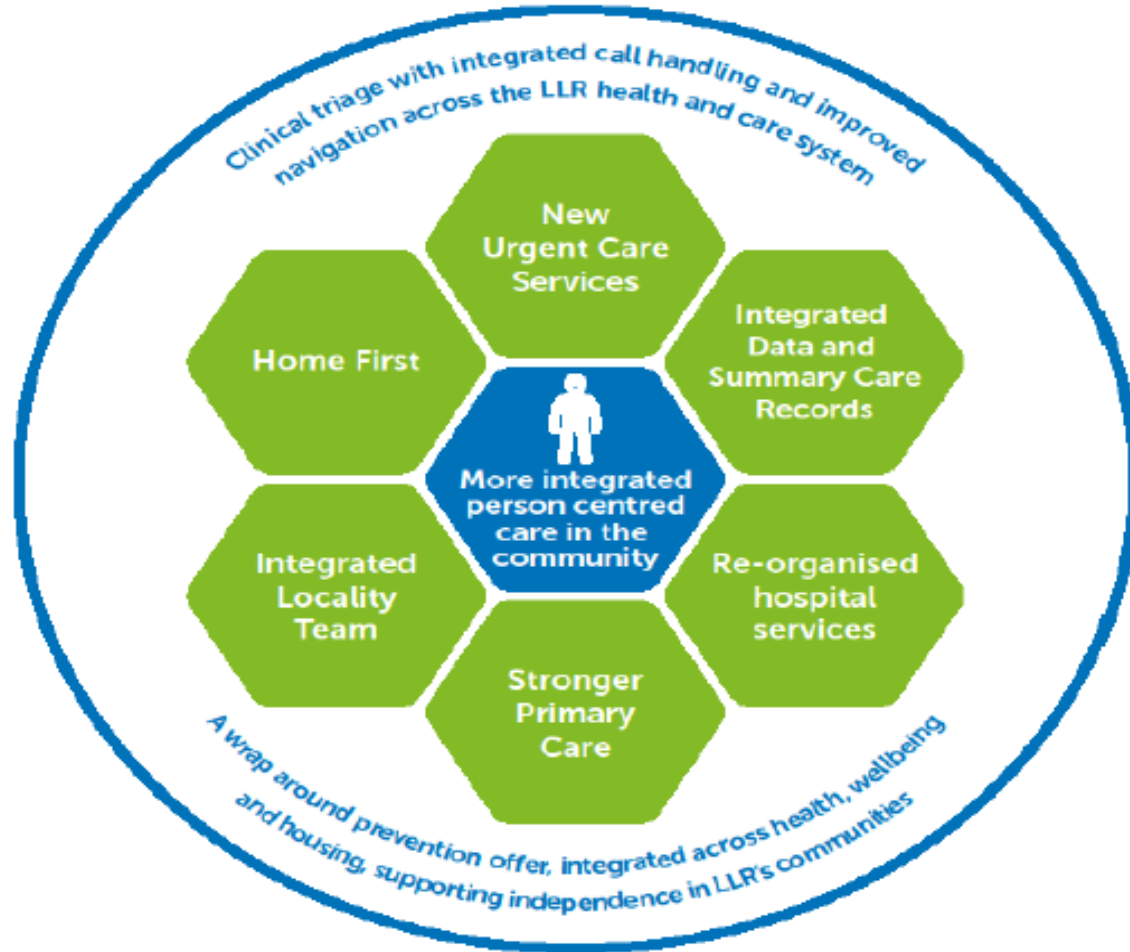 Clinical triage with integrated call handling and improved
navigation across the LLR health and care system
New
Urgent Care
Services
Home First
Integrated
Data and
Summary Care
Records
More integrated
person centred
care in the
community
Integrated
Locality
Team
Re-organised
hospital
services
Stronger
Primary
Care
A wrap around prevention offer, integrated across health, wellbeing
and housing, supporting independence in LLR's communities